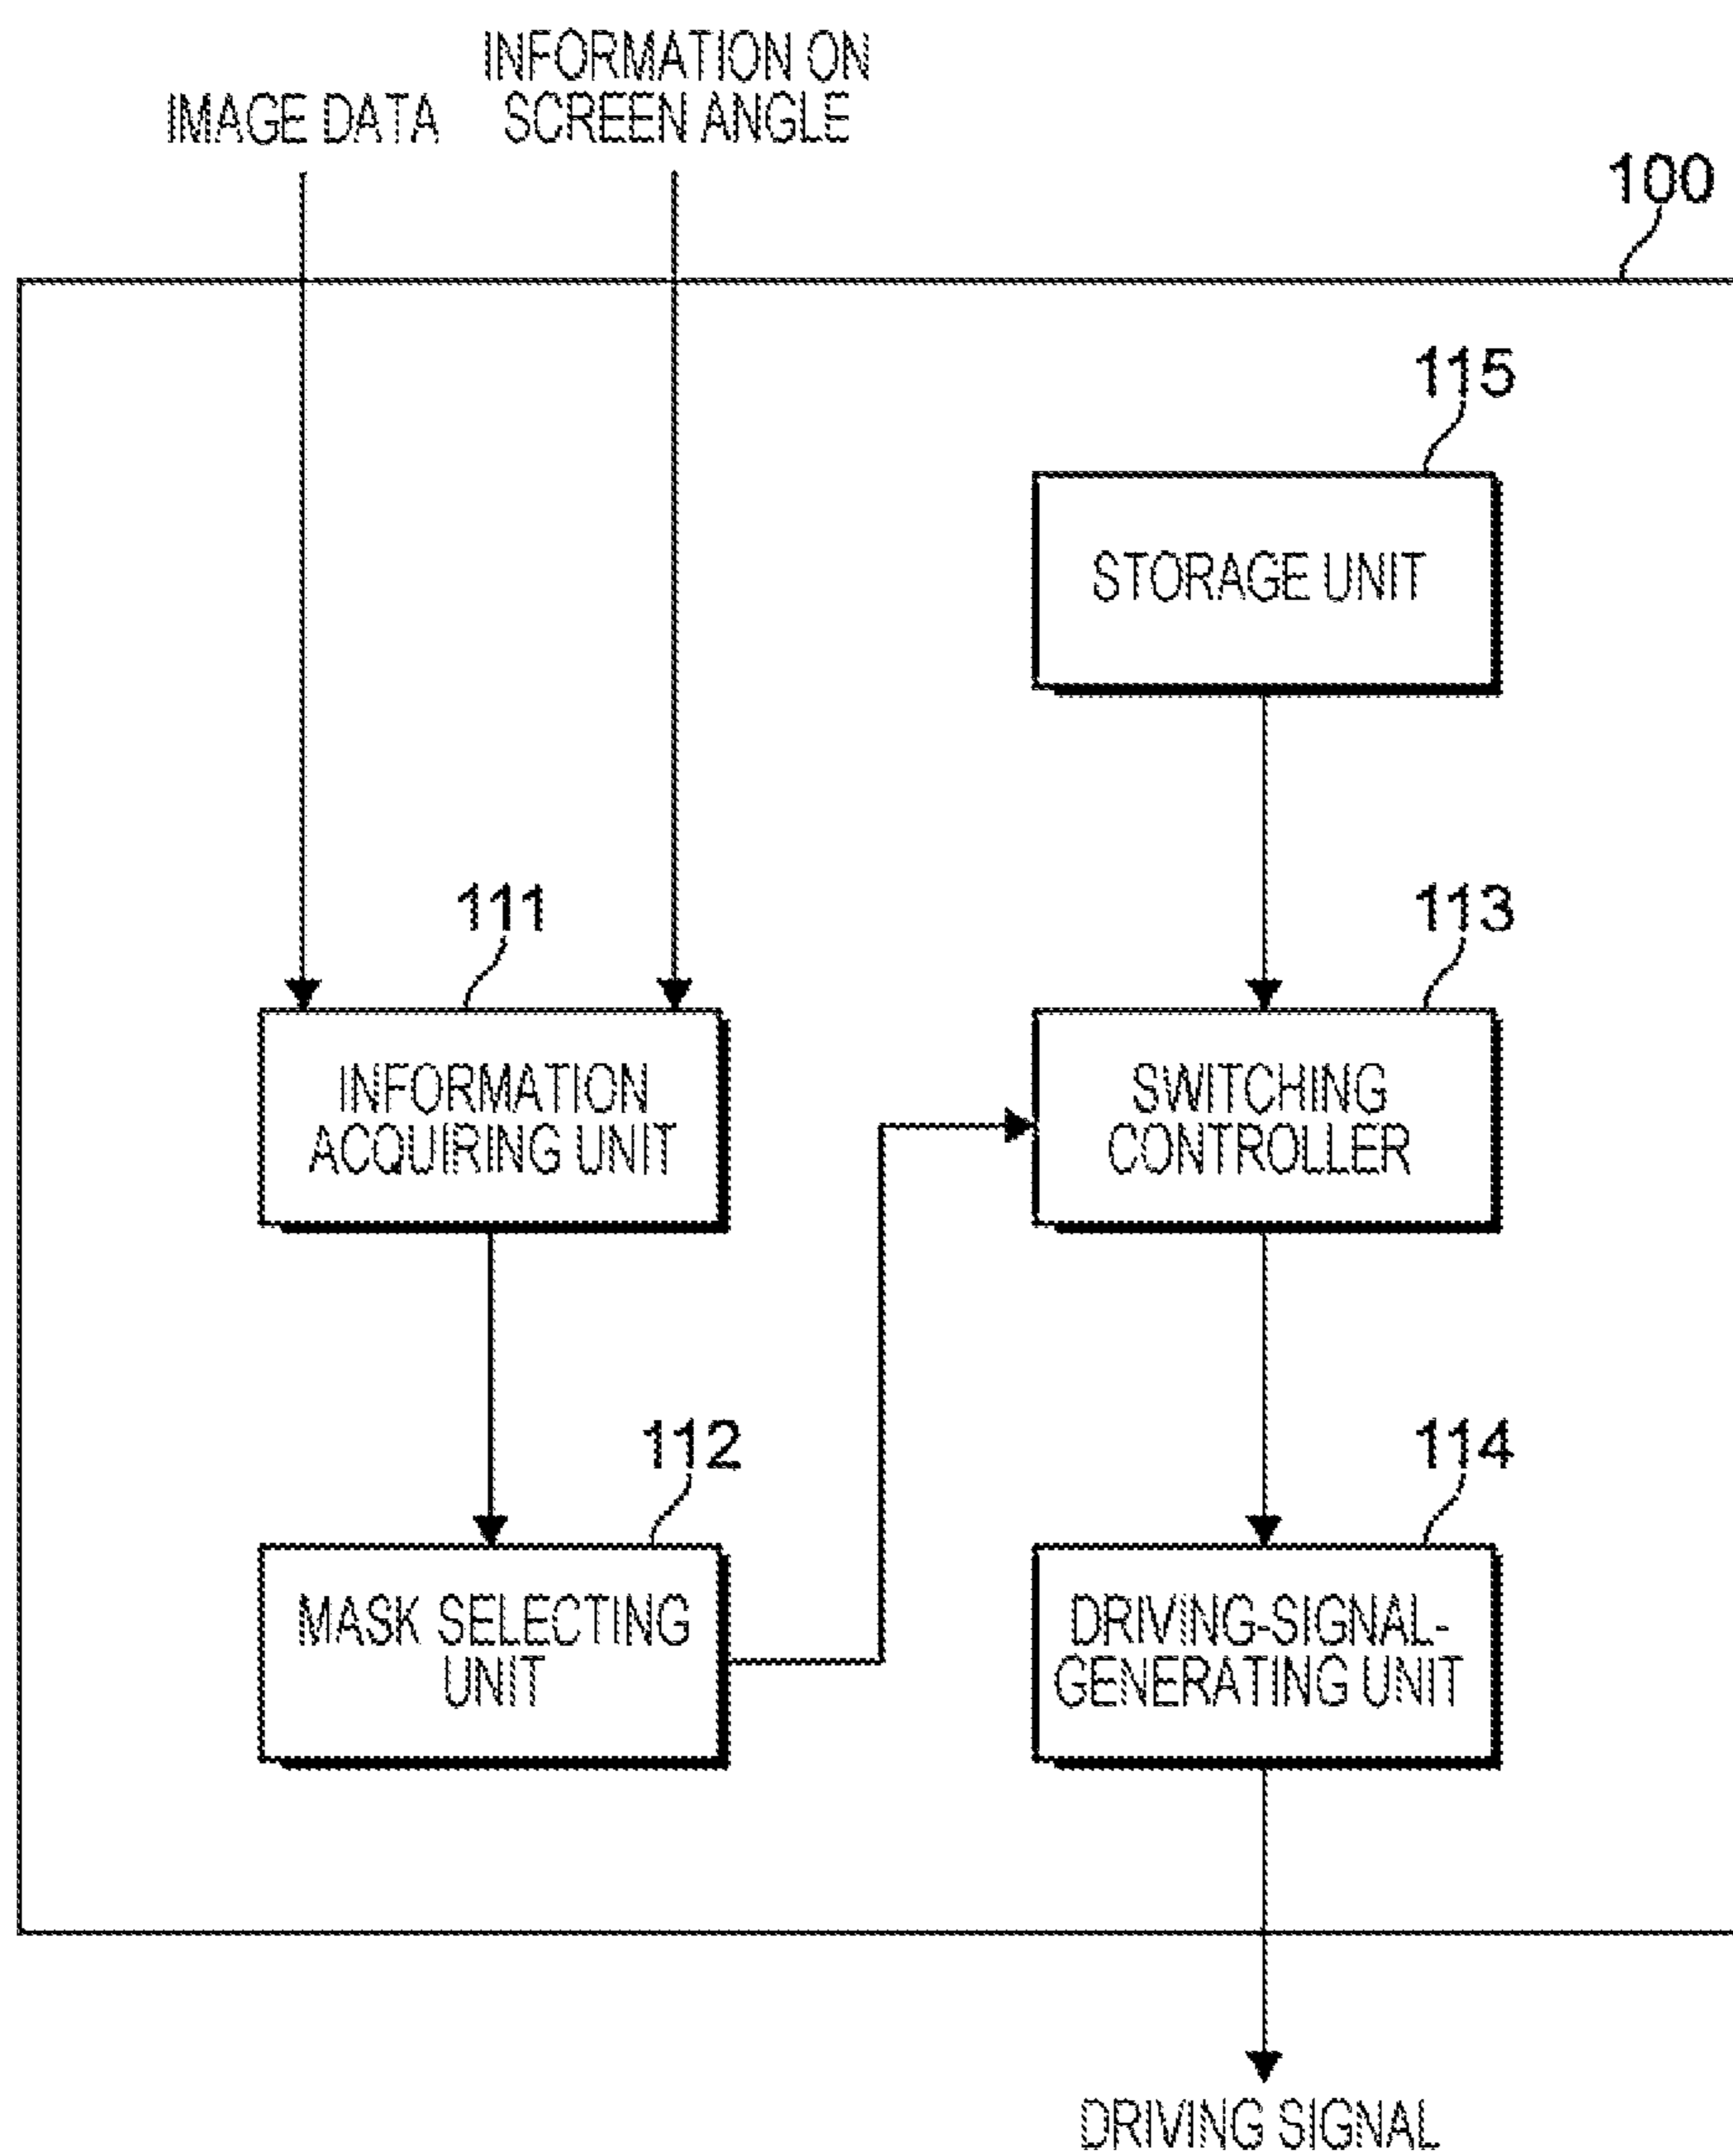 INFORMATION ON
SCREEN ANGLE
IMAGE DATA
100
115
STORAGE UNIT
111
113
INFORMATION
ACQUIRING UNIT
SWITCHING
CONTROLLER
112
114
MASK SELECTING
UNIT
DRIVING-SIGNAL-
GENERATING UNIT
DRIVING SIGNAL